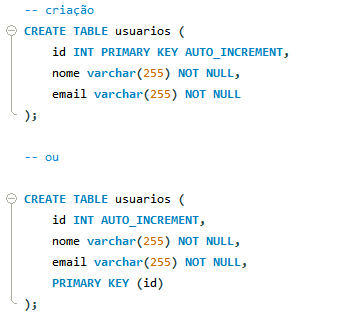 -- criação
CREATE TABLE usuarios (
    id INT PRIMARY KEY AUTO_INCREMENT,
    nome varchar(255) NOT NULL,
    email varchar(255) NOT NULL
);
-- ou
CREATE TABLE usuarios (
    id INT AUTO_INCREMENT,
    nome varchar(255) NOT NULL,
    email varchar(255) NOT NULL,
    PRIMARY KEY (id)
);